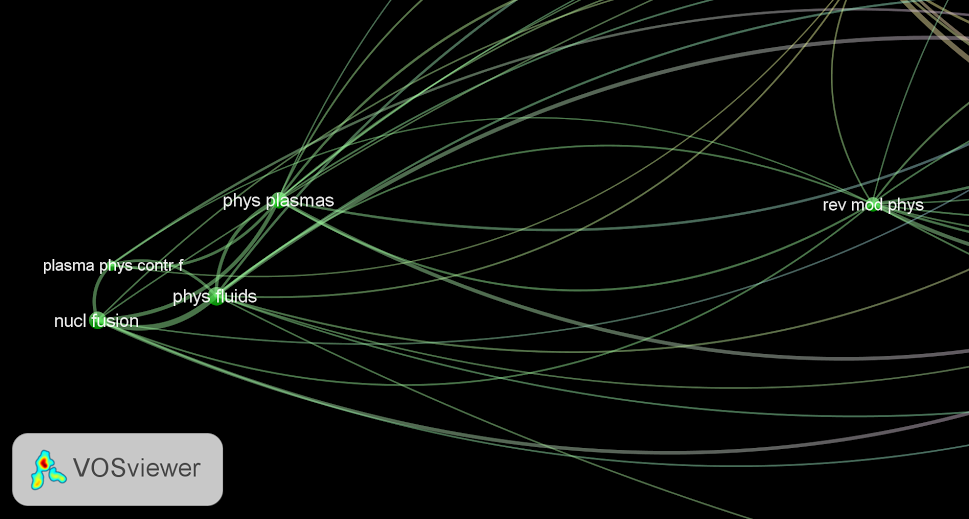 phys plasmas
rev mod phys
plasma phys contr f
phys fluids
nucl fusion
VOSviewer